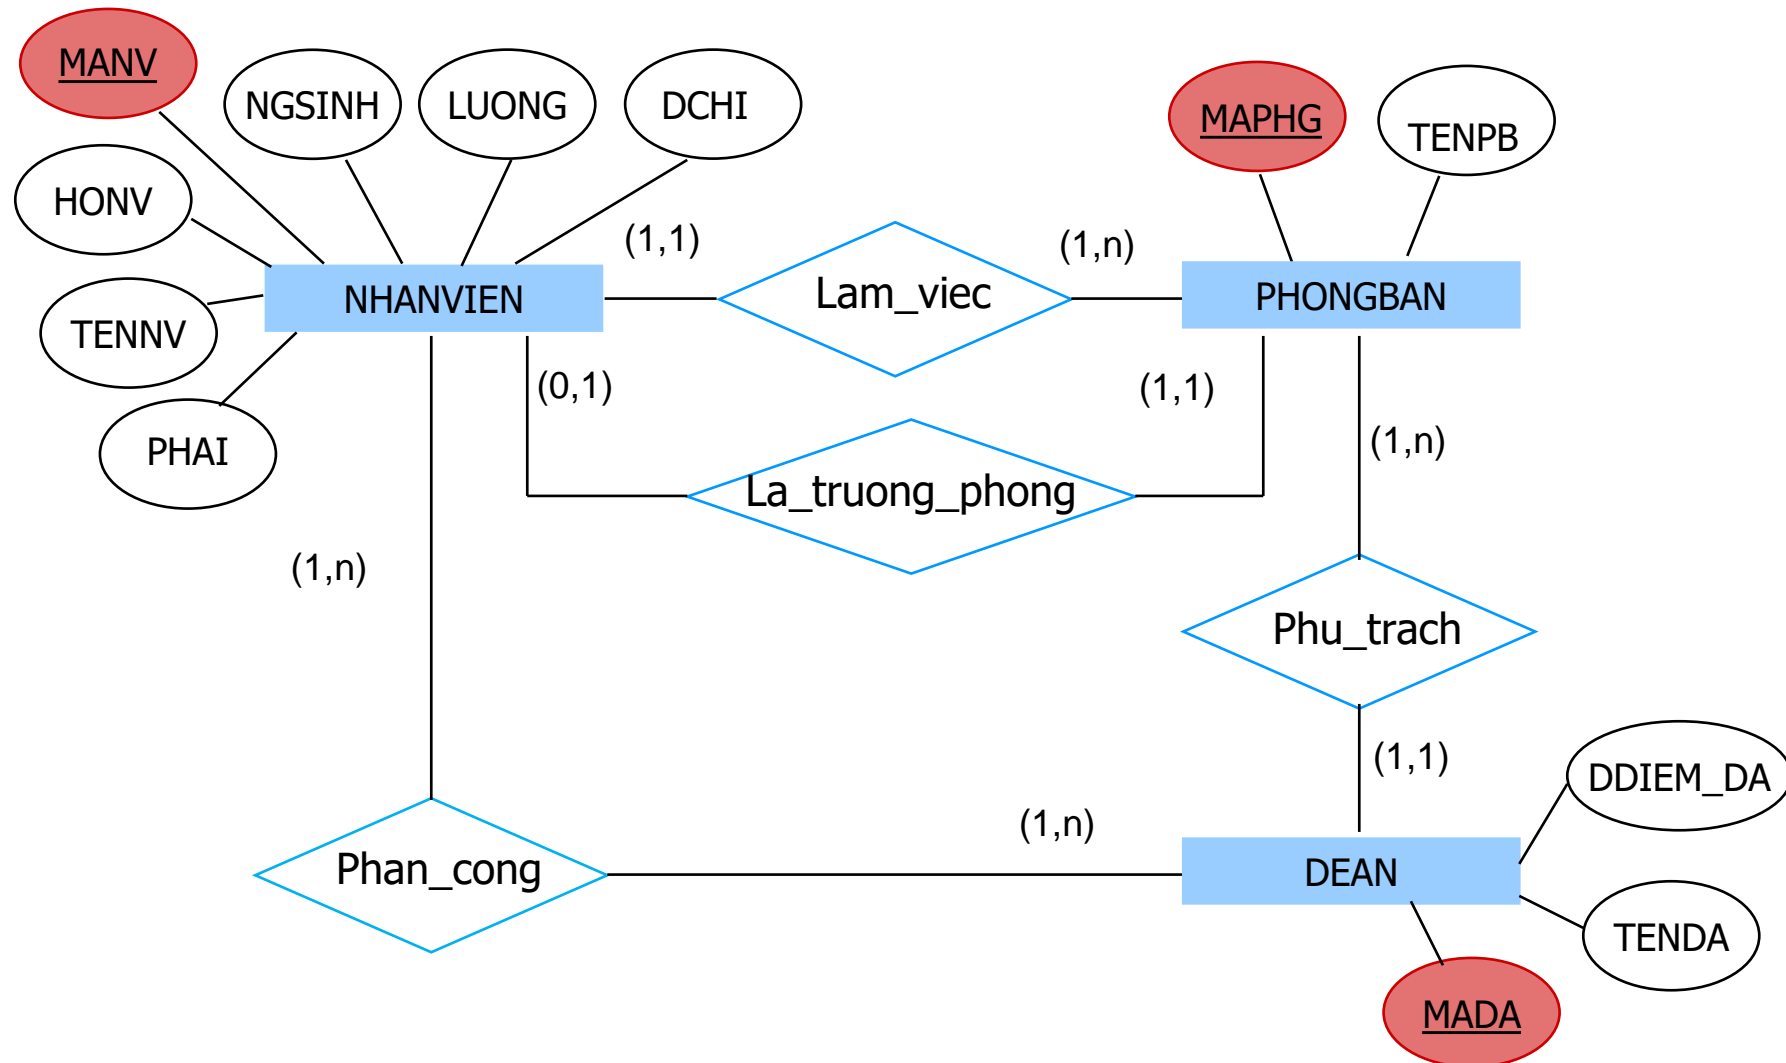 MANV
NGSINH
LUONG
DCHI
MAPHG
TENPB
HONV
(1,1)
(1,n)
NHANVIEN
Lam_viec
PHONGBAN
TENNV
(0,1)
(1,1)
PHAI
(1,n)
La_truong_phong
(1,n)
Phu_trach
(1,1)
DDIEM_DA
(1,n)
Phan_cong
DEAN
TENDA
MADA